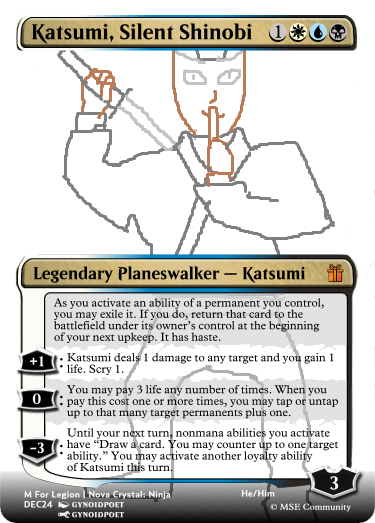 Katsumi, Silent Shinobi 1
Legendary Planeswalker — Katsumi
As you activate an ability of a permanent you control,
you may exile it. If you do, return that card to the
battlefield under its owner's control at the beginning
of your next upkeep. It has haste.
+1 : Katsumi deals 1 damage to any target and you gain 1
life. Scry 1.
0 : You may pay 3 life any number of times. When you
pay this cost one or more times, you may tap or untap
up to that many target permanents plus one.
-3 : Until your next turn, nonmana abilities you activate
have “Draw a card. You may counter up to one target
ability.” You may activate another loyalty ability
of Katsumi this turn.
3
M For Legion | Nova Crystal: Ninja He/Him
DEC24 GYNOIDPOET
GYNOIDPOET © MSE Community